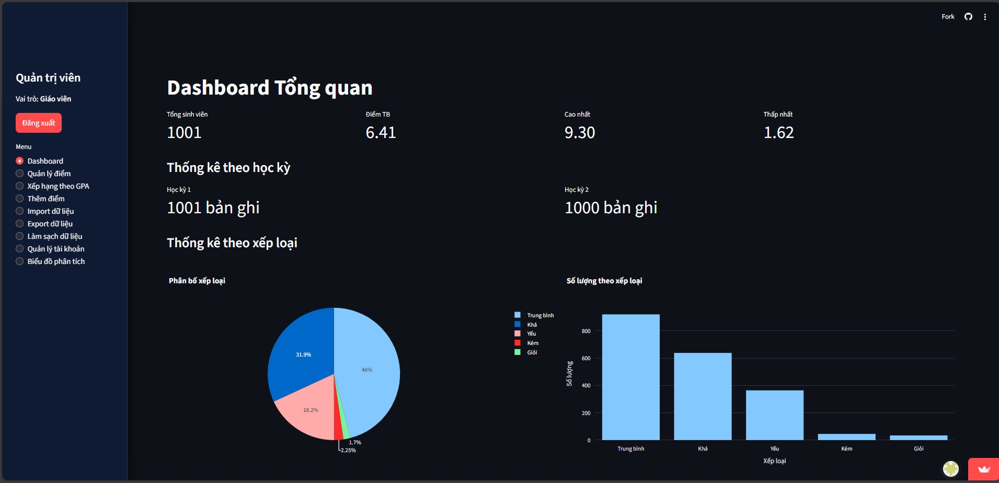 Fork
Quản trị viên
Vai trò: Giáo viên
Đăng xuất
Menu
Dashboard
Quản lý điểm
Xếp hạng theo GPA
Thêm điểm
Import dữ liệu
Export dữ liệu
Làm sạch dữ liệu
Quản lý tài khoản
Biểu đồ phân tích
Dashboard Tổng quan
Tổng sinh viên
1001
Điểm TB
6.41
Cao nhất
9.30
Thấp nhất
1.62
Thống kê theo học kỳ
Học kỳ 1
1001 bản ghi
Học kỳ 2
1000 bản ghi
Thống kê theo xếp loại
Phân bố xếp loại
31.9%
46%
18.2%
1.7%
2.25%
Trung bình
Khá
Yếu
Kém
Giỏi
Số lượng theo xếp loại
Số lượng
800
600
400
200
0
Trung bình
Khá
Yếu
Kém
Giỏi
Xếp loại